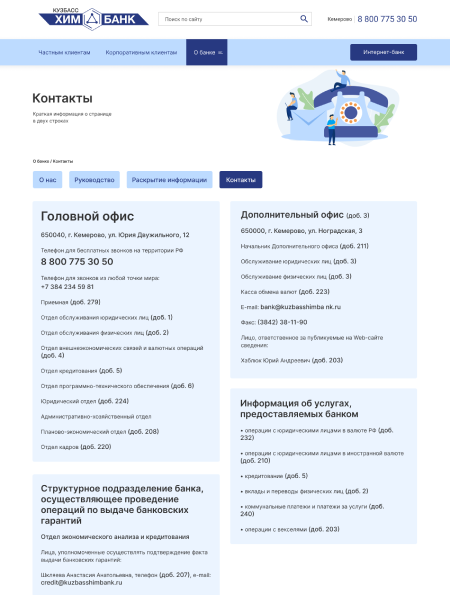 КУЗБАСС
ХИМ БАНК
Поиск по сайту
Кемерово 8 800 775 30 50
Частным клиентам
Корпоративным клиентам
О банке
Интернет-банк
Контакты
Краткая информация о странице
в двух строках
О банке / Контакты
О нас
Руководство
Раскрытие информации
Контакты
Головной офис
650040, г. Кемерово, ул. Юрия Двужильного, 12
Телефон для бесплатных звонков на территории РФ
8 800 775 30 50
Телефон для звонков из любой точки мира:
+7 384 234 59 81
Приемная (доб. 279)
Отдел обслуживания юридических лиц (доб. 1)
Отдел обслуживания физических лиц (доб. 2)
Отдел внешнеэкономических связей и валютных операций
(доб. 4)
Отдел кредитования (доб. 5)
Отдел программно-технического обеспечения (доб. 6)
Юридический отдел (доб. 224)
Административно-хозяйственный отдел
Планово-экономический отдел (доб. 208)
Отдел кадров (доб. 220)
Структурное подразделение банка,
осуществляющее проведение
операций по выдаче банковских
гарантий
Отдел экономического анализа и кредитования
Лица, уполномоченные осуществлять подтверждение факта
выдачи банковских гарантий:
Шкляева Анастасия Анатольевна, телефон (доб. 207), e-mail:
credit@kuzbasshimbank.ru
Дополнительный офис (доб. 3)
650000, г. Кемерово, ул. Ноградская, 3
Начальник Дополнительного офиса (доб. 211)
Обслуживание юридических лиц (доб. 3)
Обслуживание физических лиц (доб. 3)
Касса обмена валют (доб. 223)
E-mail: bank@kuzbasshimba nk.ru
Факс: (3842) 38-11-90
Лицо, ответственное за публикуемые на Web-сайте
сведения:
Хаблюк Юрий Андреевич (доб. 203)
Информация об услугах,
предоставляемых банком
• операции с юридическими лицами в валюте РФ (доб.
232)
• операции с юридическими лицами в иностранной валюте
(доб. 210)
• кредитование (доб. 5)
• вклады и переводы физических лиц (доб. 2)
• коммунальные платежи и платежи за услуги (доб.
240)
• операции с векселями (доб. 203)